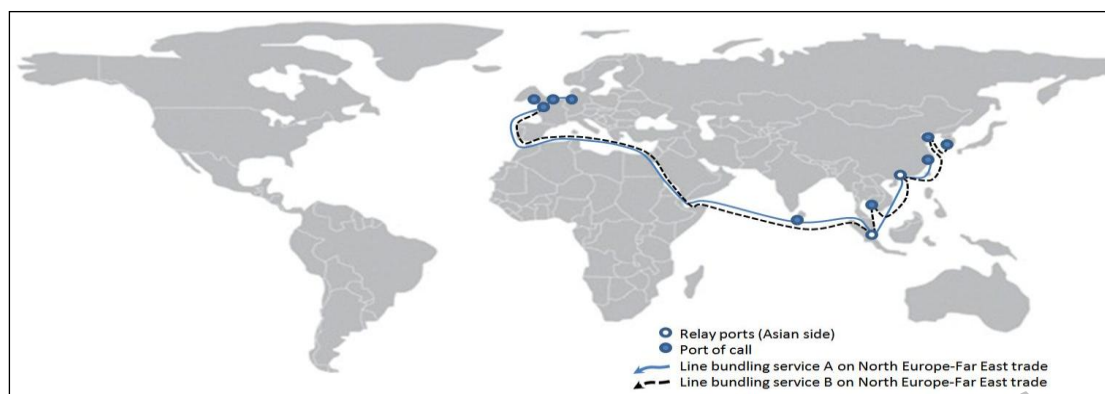 Relay ports (Asian side)
Port of call
Line bundling service A on North Europe-Far East trade
Line bundling service B on North Europe-Far East trade